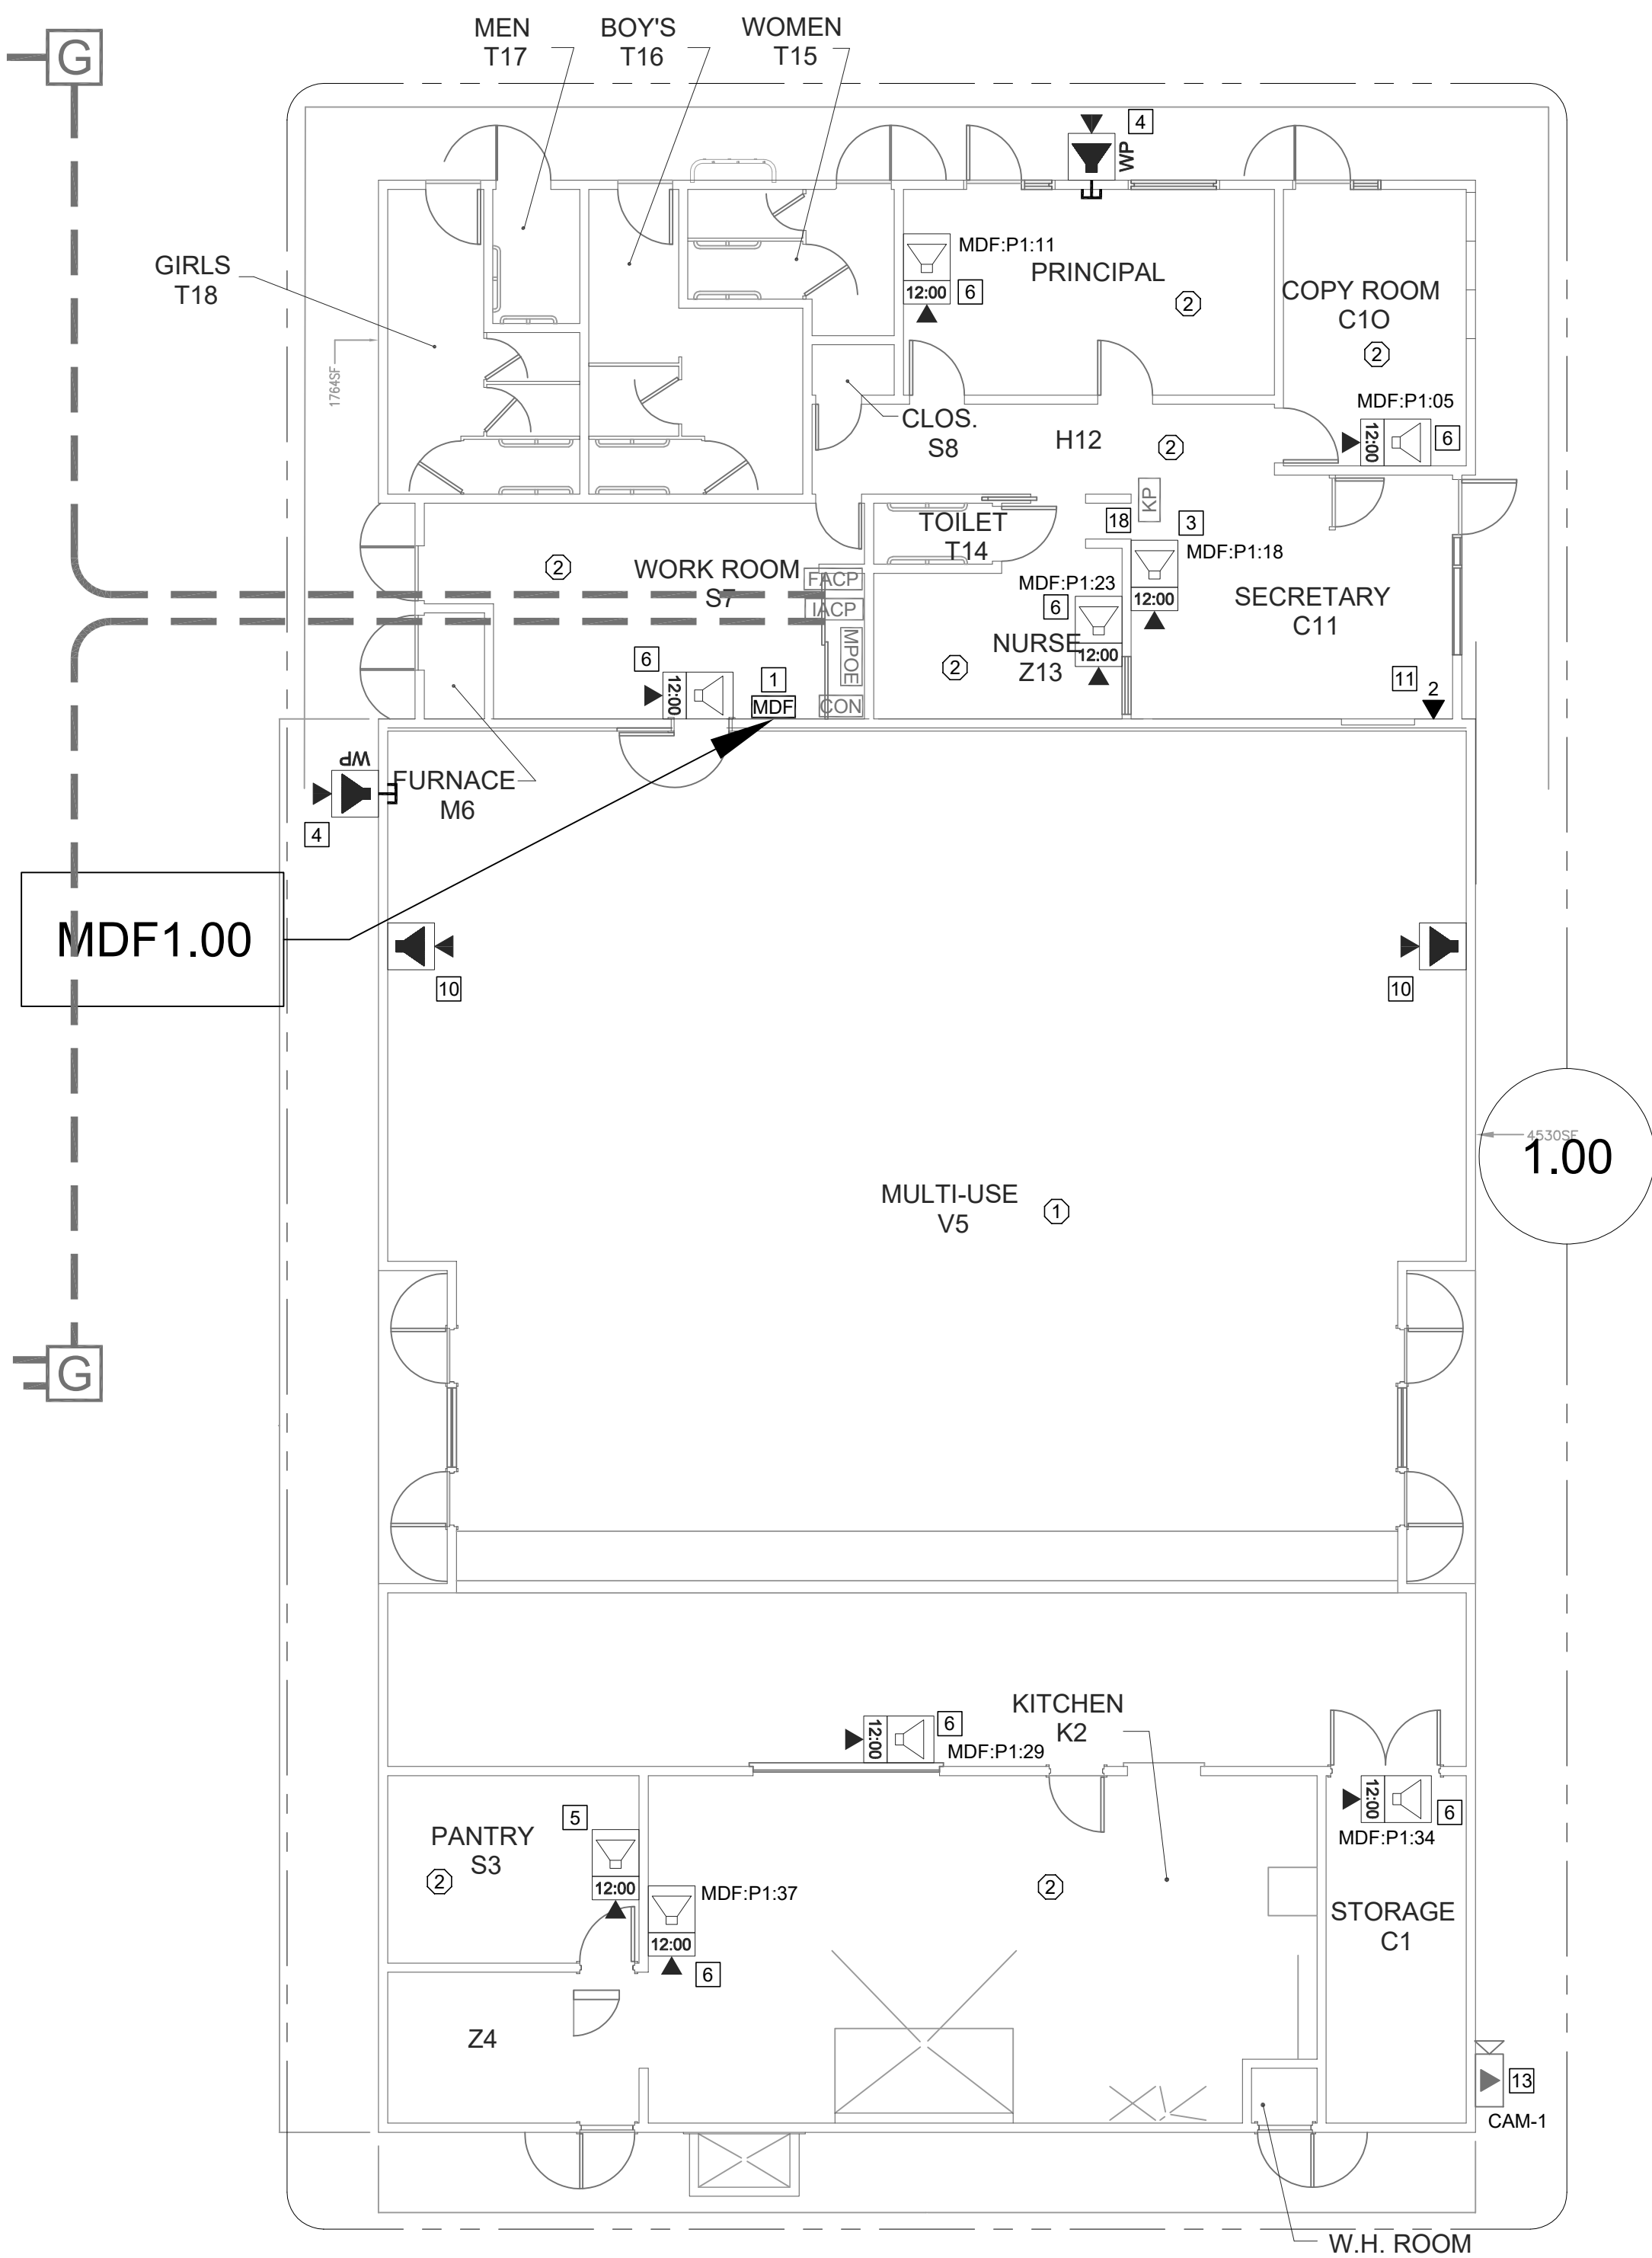 MEN
T17
BOY'S
T16
WOMEN
T15
G
4
WP
GIRLS
T18
1764SF
MDF:P1:11
12:00
6
PRINCIPAL
2
COPY ROOM
C1O
2
MDF:P1:05
12:00
6
CLOS.
S8
H12
2
KP
TOILET
T14
18
3
MDF:P1:18
12:00
2
WORK ROOM
S7
FACP
IACP
MPOE
CON
MDF:P1:23
6
12:00
NURSE
Z13
2
SECRETARY
C11
6
12:00
1
MDF
11
2
WP
4
FURNACE
M6
MDF1.00
10
10
4530SF
1.00
MULTI-USE
V5
1
G
KITCHEN
K2
12:00
6
MDF:P1:29
5
PANTRY
S3
2
12:00
MDF:P1:37
12:00
6
2
12:00
6
MDF:P1:34
STORAGE
C1
Z4
13
CAM-1
W.H. ROOM